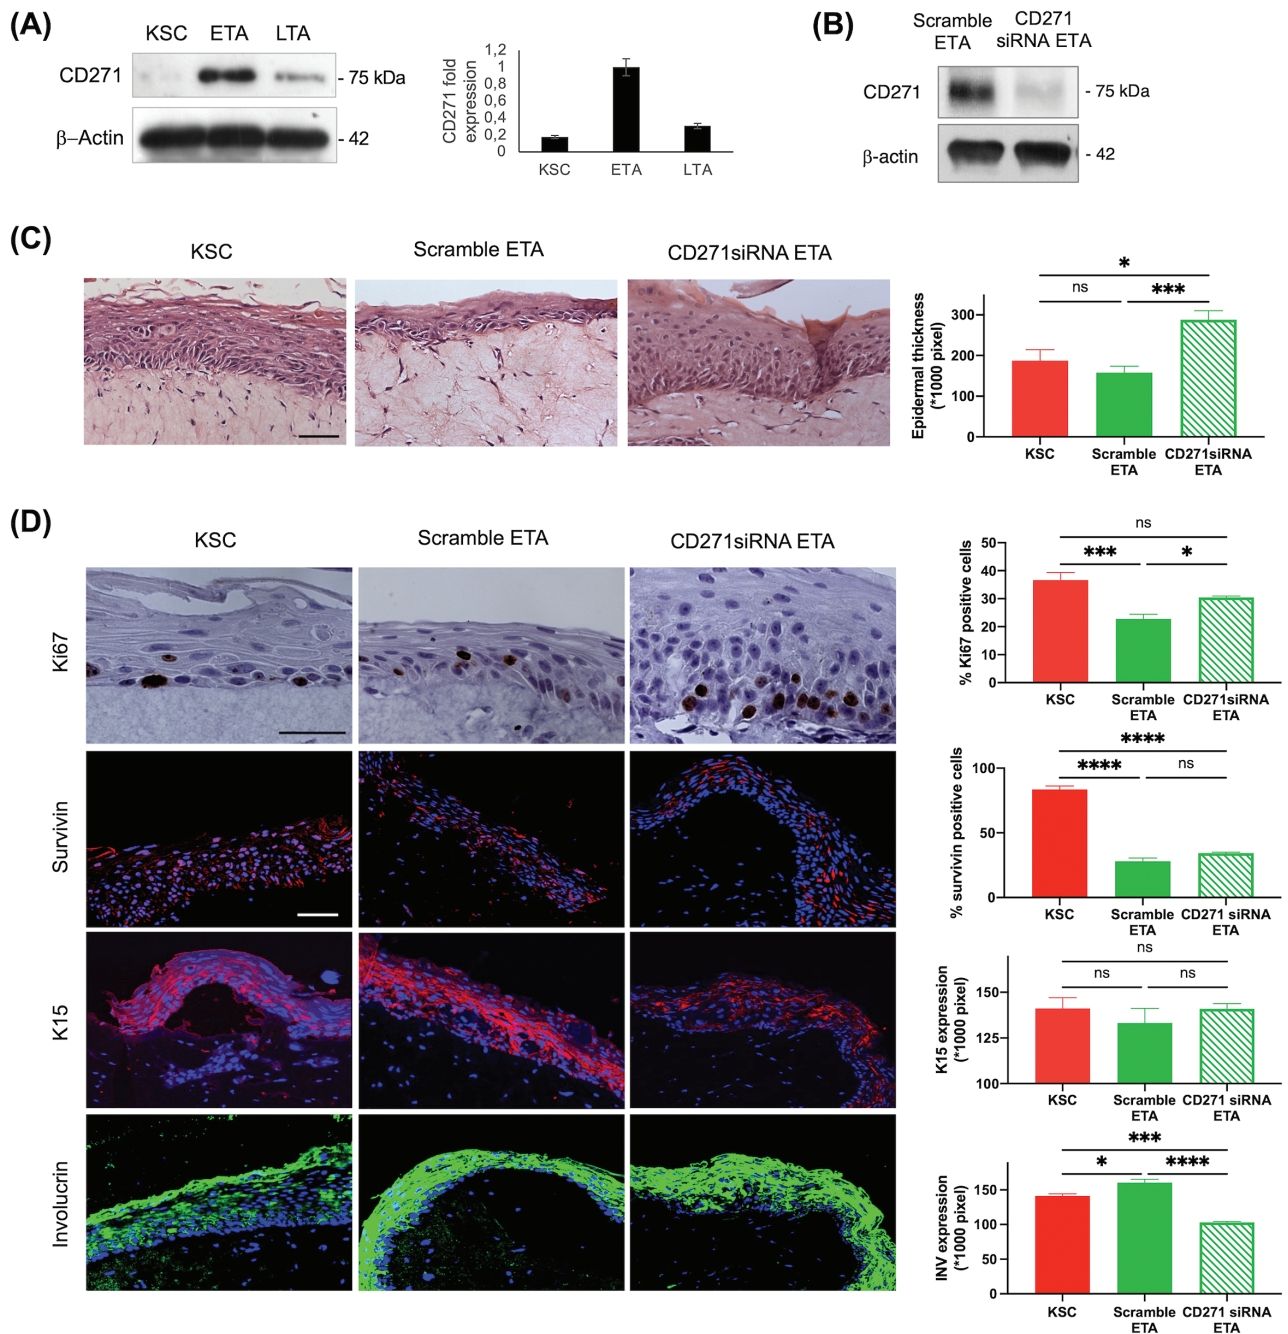 (A)
KSC ETA LTA
CD271
- 75 kDa
β–Actin
- 42
CD271 fold
expression
1,2
1
0,8
0,6
0,4
0,2
0
KSC ETA LTA
(B)
Scramble
ETA
CD271
siRNA ETA
CD271
- 75 kDa
β-actin
- 42
(C)
KSC
Scramble ETA
CD271siRNA ETA
Epidermal thickness
(*1000 pixel)
300
200
100
0
*
ns
***
KSC
Scramble
ETA
CD271siRNA
ETA
(D)
KSC
Scramble ETA
CD271siRNA ETA
Ki67
% Ki67 positive cells
50
40
30
20
10
0
ns
***
*
KSC
Scramble
ETA
CD271siRNA
ETA
Survivin
% survivin positive cells
100
50
0
****
****
ns
KSC
Scramble
ETA
CD271 siRNA
ETA
K15
K15 expression
(*1000 pixel)
150
125
100
ns
ns
ns
KSC
Scramble
ETA
CD271 siRNA
ETA
Involucrin
INV expression
(*1000 pixel)
150
100
50
0
***
*
****
KSC
Scramble
ETA
CD271 siRNA
ETA